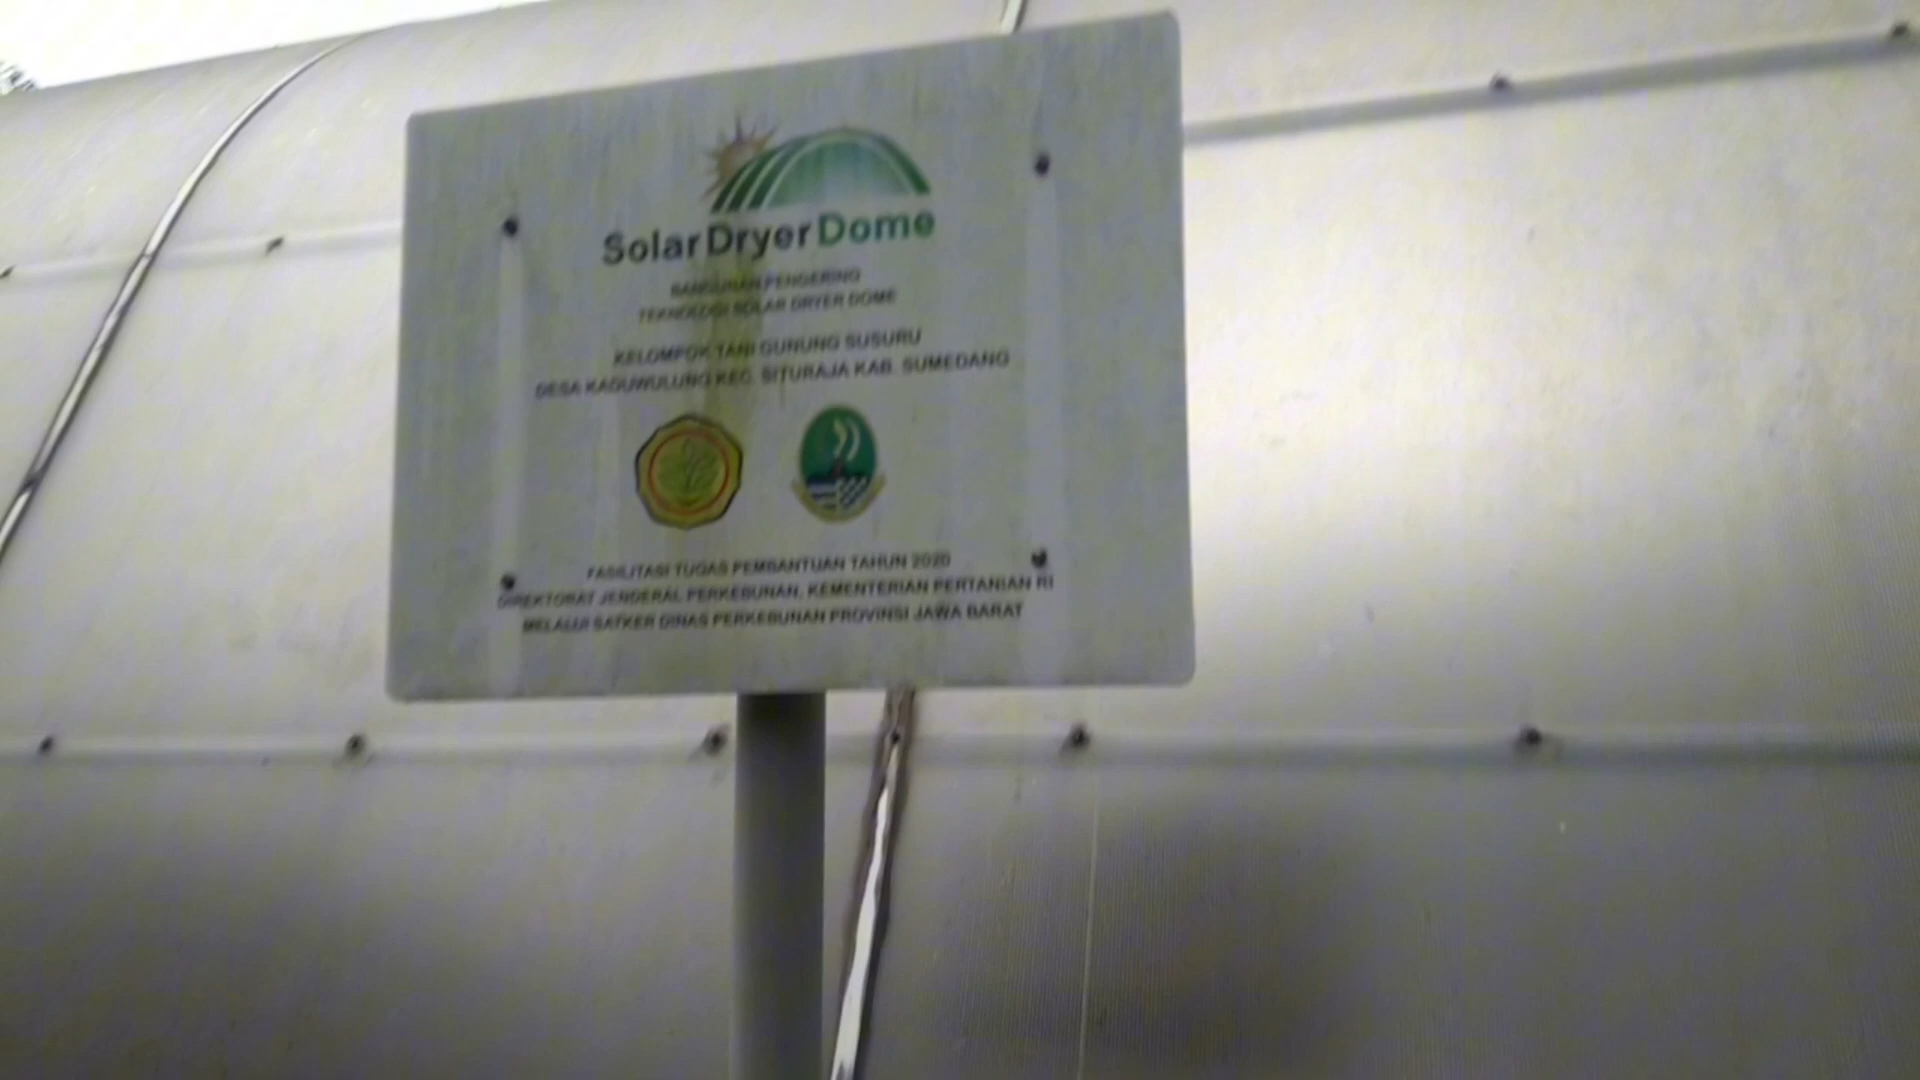 Solar Dryer Dome
BANGUNAN PENGERING
TEKNOLOGI SOLAR DRYER DOME
KELOMPOK TANI GUNUNG SUSURU
DESA KADUWULUNG KEC. SITURAJA KAB. SUMEDANG
FASILITASI TUGAS PEMBANTUAN TAHUN 2020
DIREKTORAT JENDERAL PERKEBUNAN, KEMENTERIAN PERTANIAN RI
MELALUI SATKER DINAS PERKEBUNAN PROVINSI JAWA BARAT